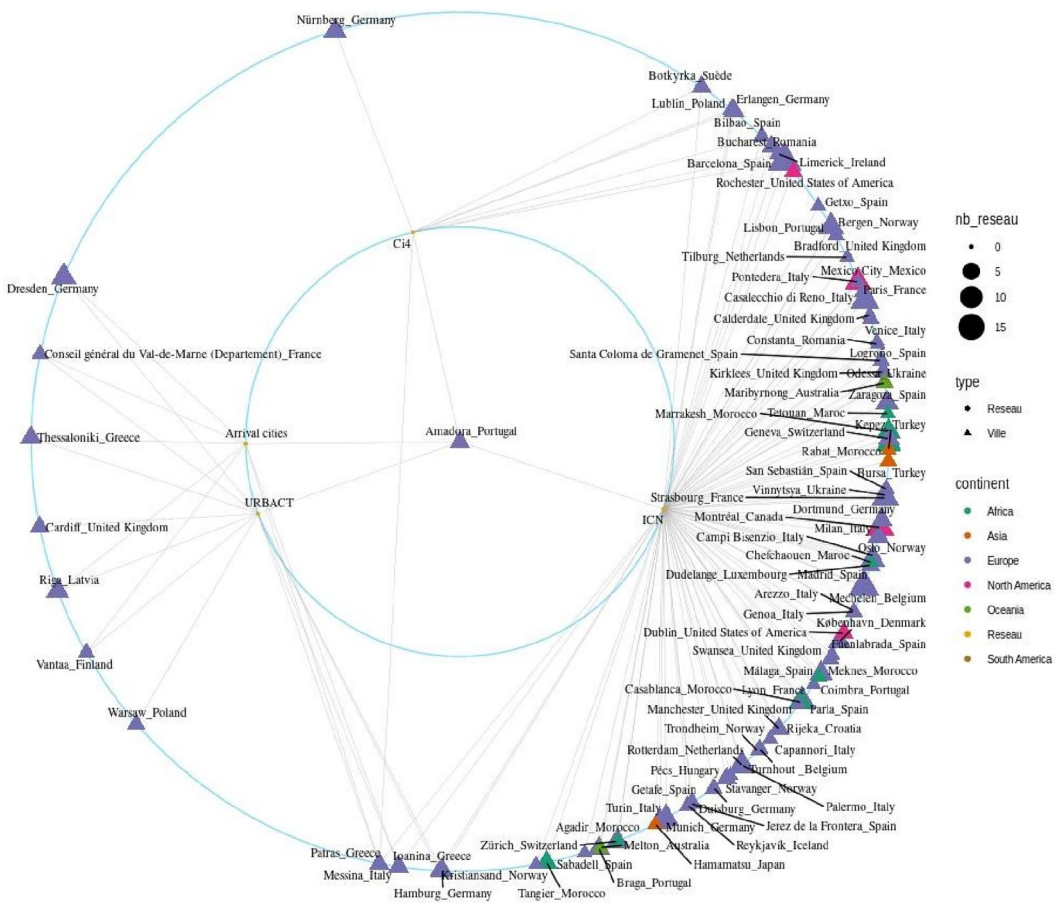 Nürnberg_Germany
Botkyrka_Suède
Lublin_Poland
Erlangen_Germany
Bilbao_Spain
Bucharest_Romania
Barcelona_Spain
Limerick_Ireland
Rochester_United States of America
Getxo_Spain
Lisbon_Portugal
Bergen_Norway
Bradford_United Kingdom
Tilburg_Netherlands
Pontedera_Italy
Mexico City_Mexico
Casalecchio di Reno_Italy
Paris_France
Calderdale_United Kingdom
Venice_Italy
Constanta_Romania
Santa Coloma de Gramenet_Spain
Logroño_Spain
Kirklees_United Kingdom
Odessa_Ukraine
Maribyrnong_Australia
Zaragoza_Spain
Marrakesh_Morocco
Tetouan_Maroc
Kepez_Turkey
Geneva_Switzerland
Rabat_Morocco
San Sebastián_Spain
Bursa_Turkey
Vinnytsya_Ukraine
Strasbourg_France
Dortmund_Germany
Montréal_Canada
Milan_Italy
Campi Bisenzio_Italy
Oslo_Norway
Chefchaouen_Maroc
Dudelange_Luxembourg
Madrid_Spain
Arezzo_Italy
Mechelen_Belgium
Genoa_Italy
København_Denmark
Dublin_United States of America
Fuenlabrada_Spain
Swansea_United Kingdom
Málaga_Spain
Meknes_Morocco
Casablanca_Morocco
Lyon_France
Coimbra_Portugal
Manchester_United Kingdom
Parla_Spain
Trondheim_Norway
Rijeka_Croatia
Rotterdam_Netherlands
Capannori_Italy
Pécs_Hungary
Turnhout_Belgium
Getafe_Spain
Stavanger_Norway
Turin_Italy
Duisburg_Germany
Palermo_Italy
Agadir_Morocco
Munich_Germany
Jerez de la Frontera_Spain
Zürich_Switzerland
Melton_Australia
Reykjavik_Iceland
Sabadell_Spain
Hamamatsu_Japan
Braga_Portugal
Tangier_Morocco
Kristiansand_Norway
Hamburg_Germany
Ioanina_Greece
Patras_Greece
Messina_Italy
Ci4
Amadora_Portugal
Arrival cities
URBACT
ICN
Dresden_Germany
Conseil général du Val-de-Marne (Departement)_France
Thessaloniki_Greece
Cardiff_United Kingdom
Riga_Latvia
Vantaa_Finland
Warsaw_Poland
nb_reseau
0
5
10
15
type
Reseau
Ville
continent
Africa
Asia
Europe
North America
Oceania
Reseau
South America